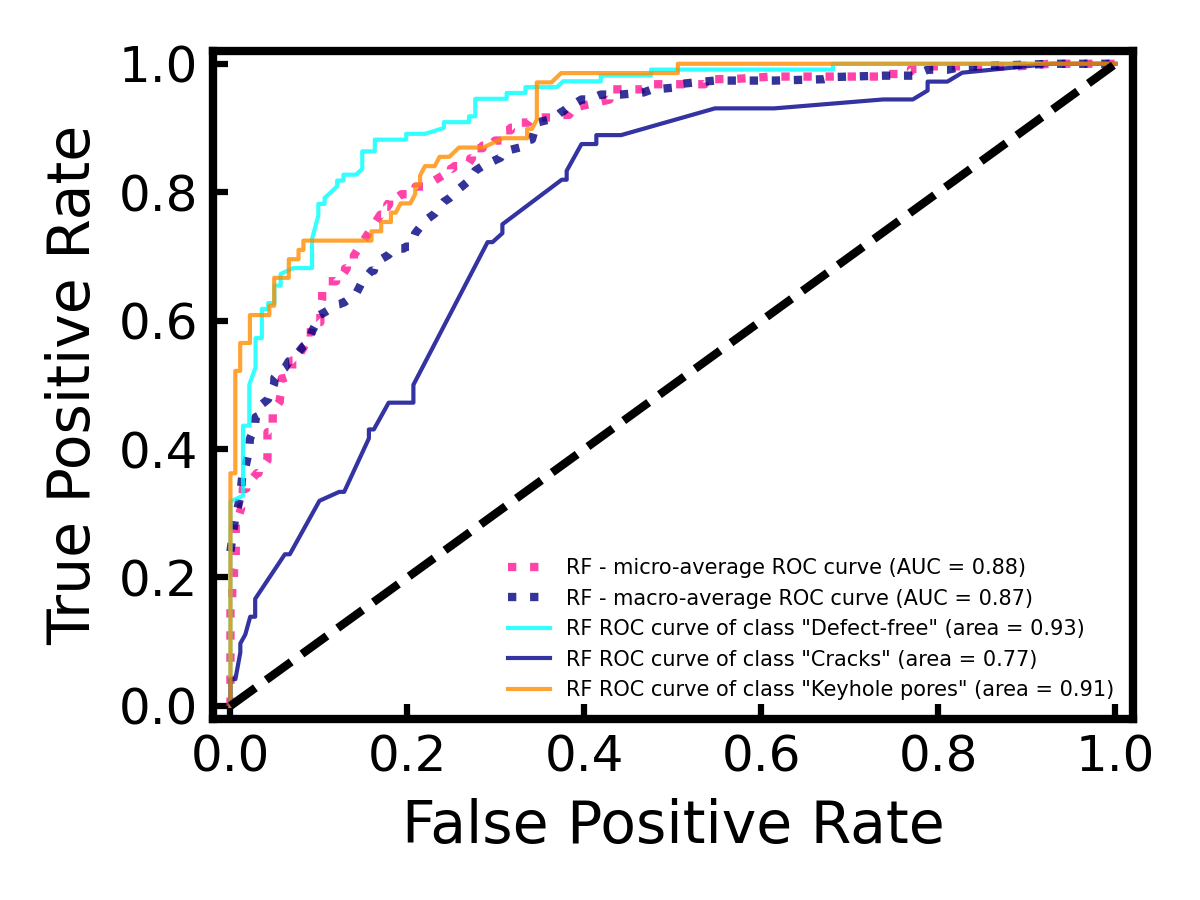 True Positive Rate
1.0
0.8
0.6
0.4
0.2
0.0
RF - micro-average ROC curve (AUC = 0.88)
RF - macro-average ROC curve (AUC = 0.87)
RF ROC curve of class "Defect-free" (area = 0.93)
RF ROC curve of class "Cracks" (area = 0.77)
RF ROC curve of class "Keyhole pores" (area = 0.91)
0.0 0.2 0.4 0.6 0.8 1.0
False Positive Rate